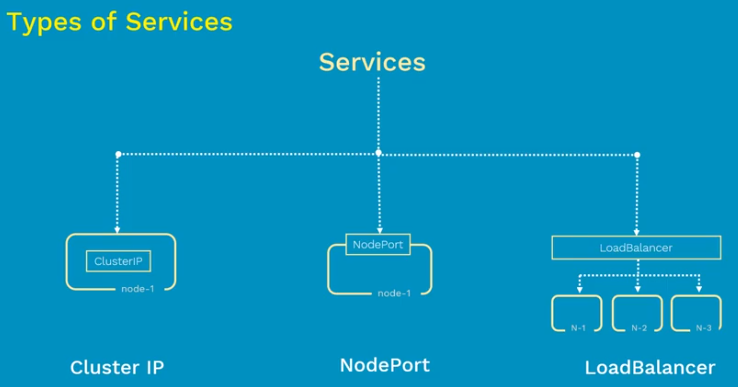 Types of Services
Services
ClusterIP
node-1
NodePort
node-1
LoadBalancer
N-1
N-2
N-3
Cluster IP
NodePort
LoadBalancer